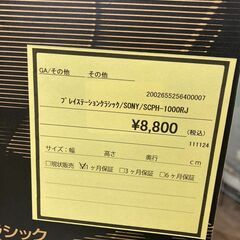 GA/その他 その他
2002655256400007
プレイステーションクラシック/SONY/SCPH-1000RJ
¥8,800(税込)
111124
サイズ:幅 高さ 奥行 cm
□現状販売 ☑1ヶ月保証 □3ヶ月保証 □6ヶ月保証
ラシック